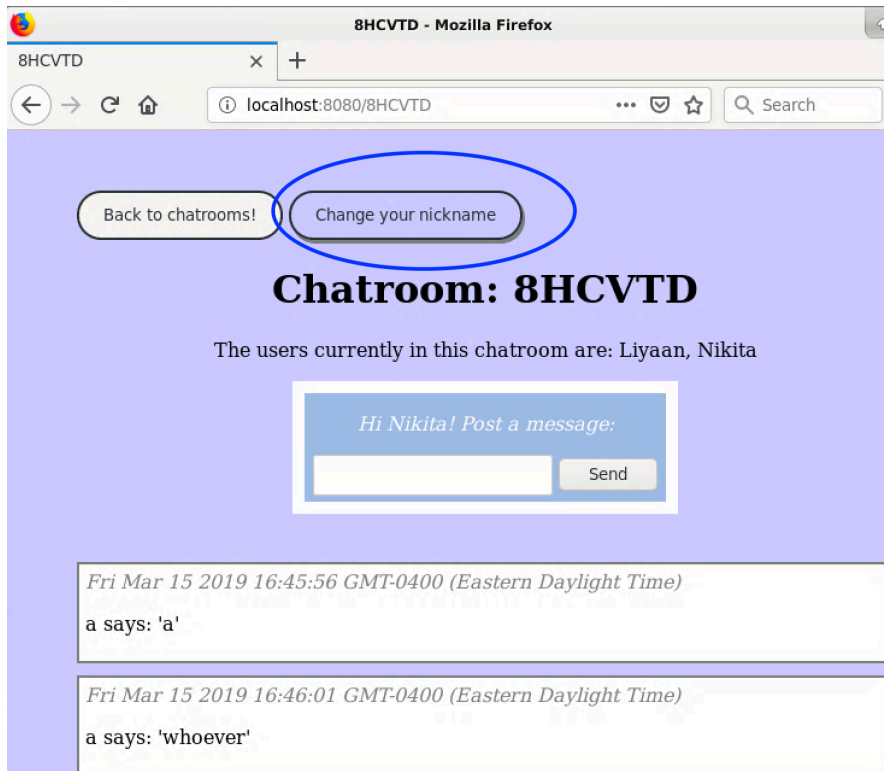 8HCVTD - Mozilla Firefox
8HCVTD
localhost:8080/8HCVTD
Search
Back to chatrooms! Change your nickname
Chatroom: 8HCVTD
The users currently in this chatroom are: Liyaan, Nikita
Hi Nikita! Post a message:
Send
Fri Mar 15 2019 16:45:56 GMT-0400 (Eastern Daylight Time)
a says: 'a'
Fri Mar 15 2019 16:46:01 GMT-0400 (Eastern Daylight Time)
a says: 'whoever'